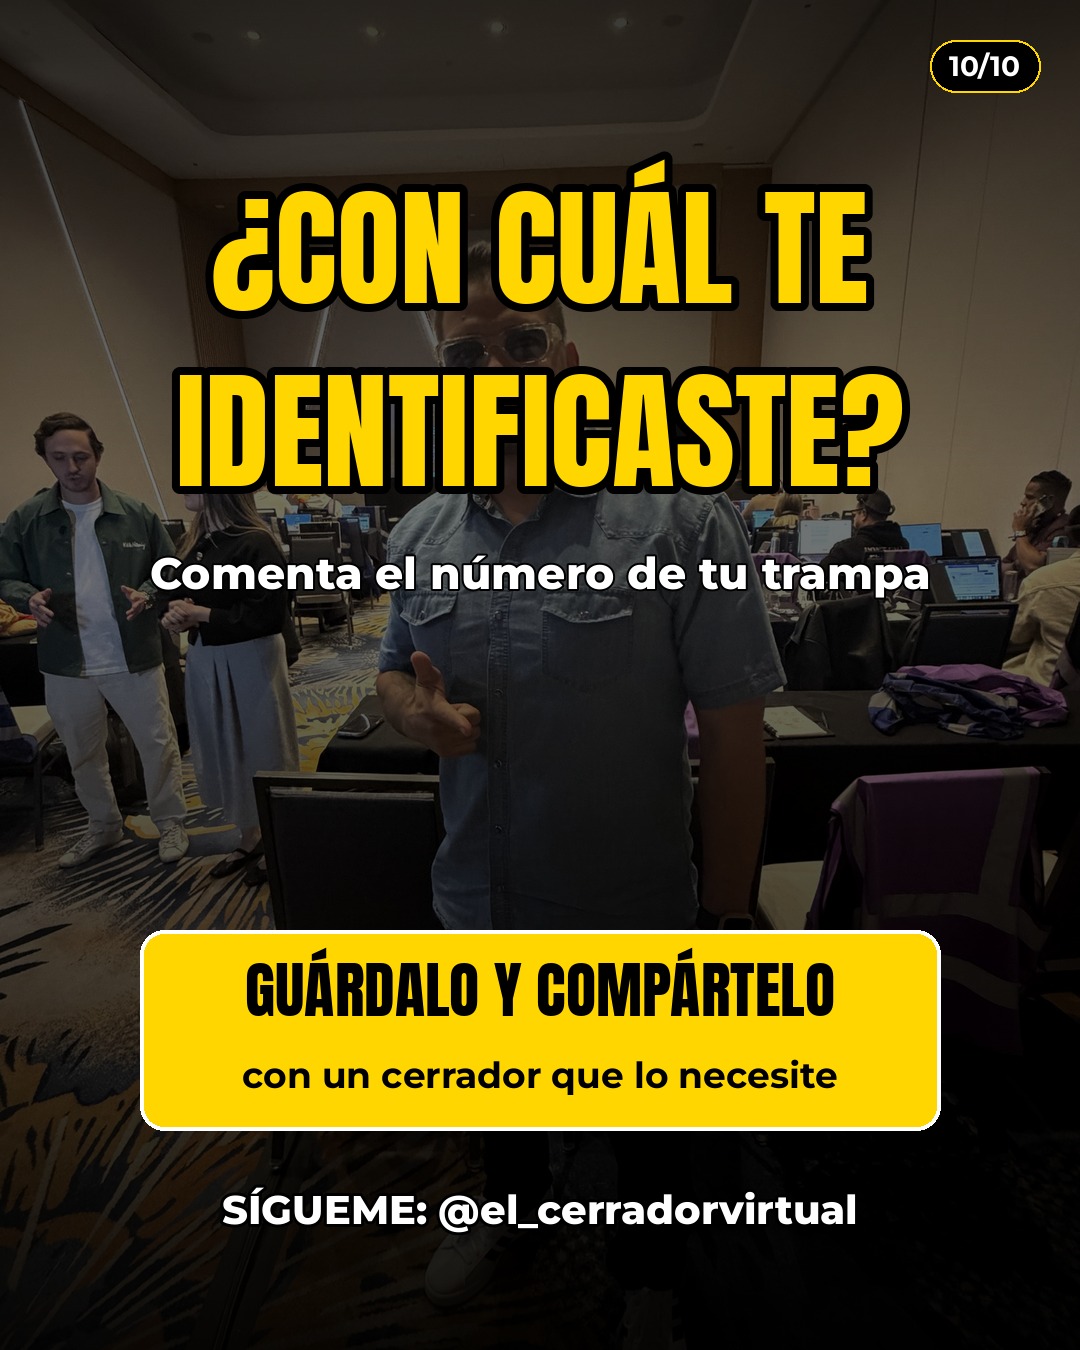 10/10
¿CON CUÁL TE
IDENTIFICASTE?
Comenta el número de tu trampa
GUÁRDALO Y COMPÁRTELO
con un cerrador que lo necesite
SÍGUEME: @el_cerradorvirtual